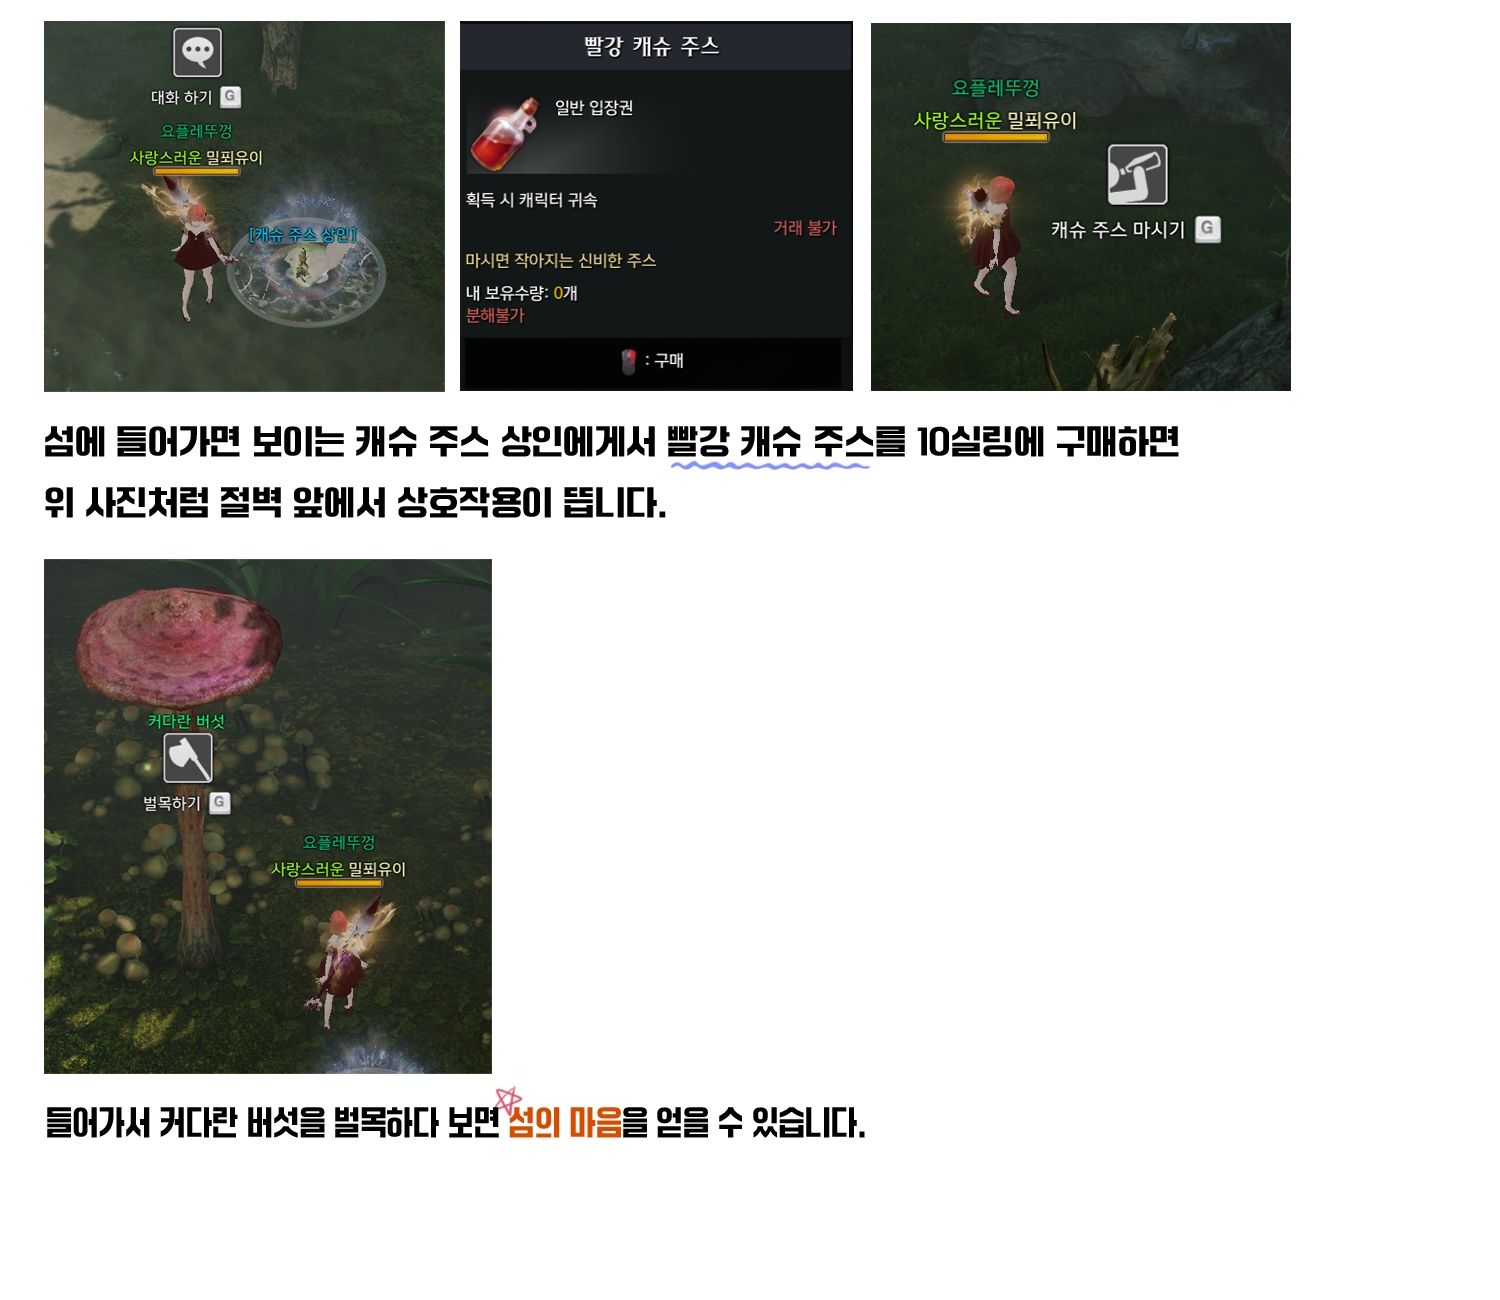 대화 하기 G
요플레뚜껑
사랑스러운 밀푀유이
[캐슈 주스 상인]
빨강 캐슈 주스
일반 입장권
획득 시 캐릭터 귀속
거래 불가
마시면 작아지는 신비한 주스
내 보유수량: 0개
분해불가
: 구매
요플레뚜껑
사랑스러운 밀푀유이
캐슈 주스 마시기 G
섬에 들어가면 보이는 캐슈 주스 상인에게서 빨강 캐슈 주스를 10실링에 구매하면
위 사진처럼 절벽 앞에서 상호작용이 뜹니다.
커다란 버섯
벌목하기 G
요플레뚜껑
사랑스러운 밀푀유이
들어가서 커다란 버섯을 벌목하다 보면 섬의 마음을 얻을 수 있습니다.